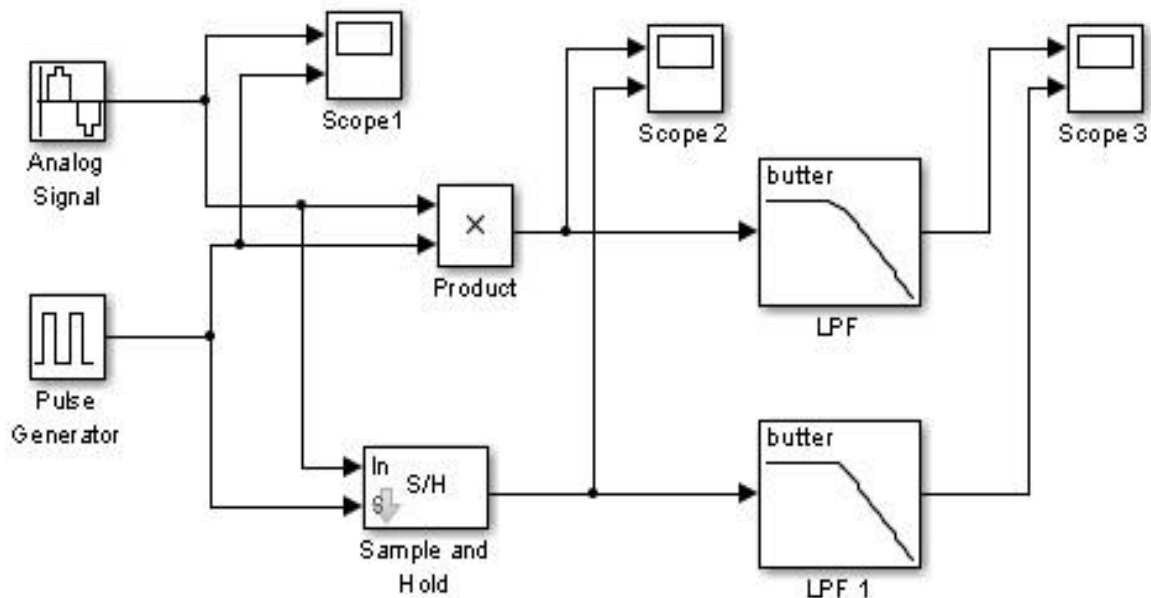 Scope1
Scope 2
Scope 3
Analog
Signal
butter
×
Product
LPF
Pulse
Generator
butter
In
S/H
S
Sample and
Hold
LPF 1